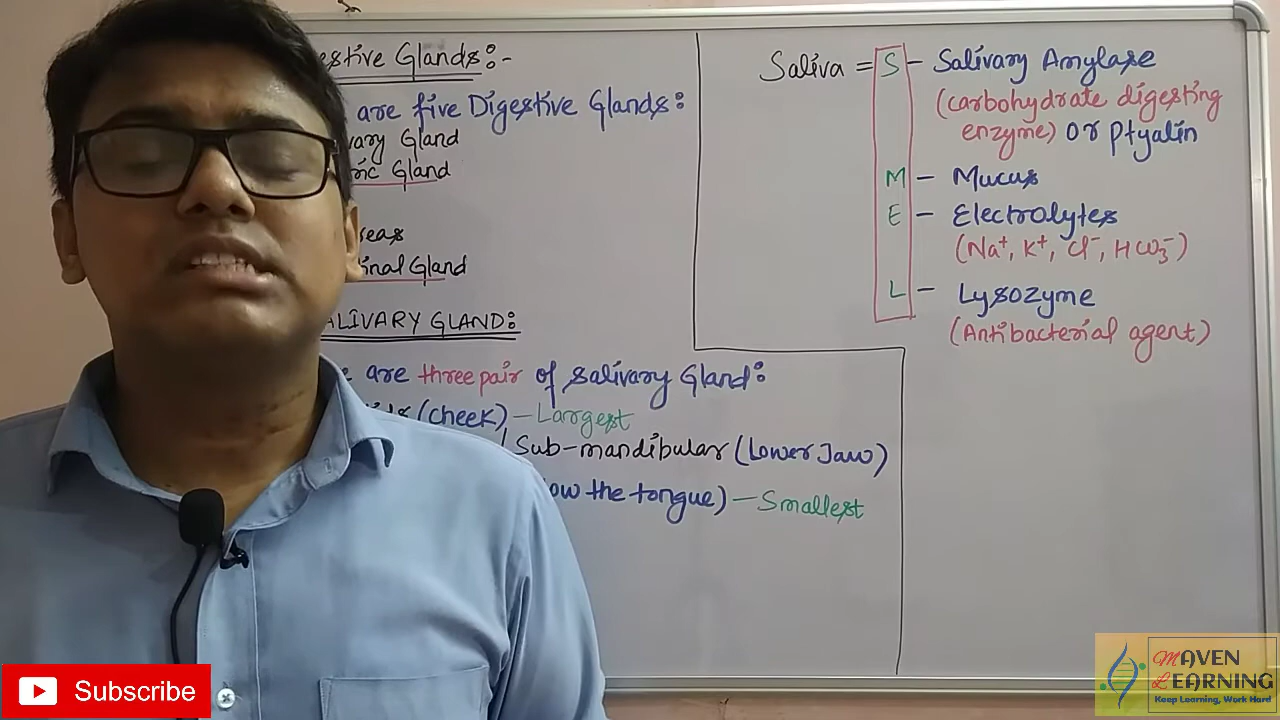 estive Glands:-
are five Digestive Glands:
vary Gland
ric Gland
reas
inal Gland
ALIVARY GLAND:
e are three pair of salivary Gland:
(cheek) - Largest
/ Sub-mandibular (Lower Jaw)
ow the tongue) - Smallest
Saliva = S - Salivary Amylase
(carbohydrate digesting
enzyme) or Ptyalin
M - Mucus
E - Electrolytes
(Na⁺, K⁺, Cl⁻, HCO₃⁻)
L - Lysozyme
(Antibacterial agent)
Subscribe
MAVEN
LEARNING
Keep Learning, Work Hard